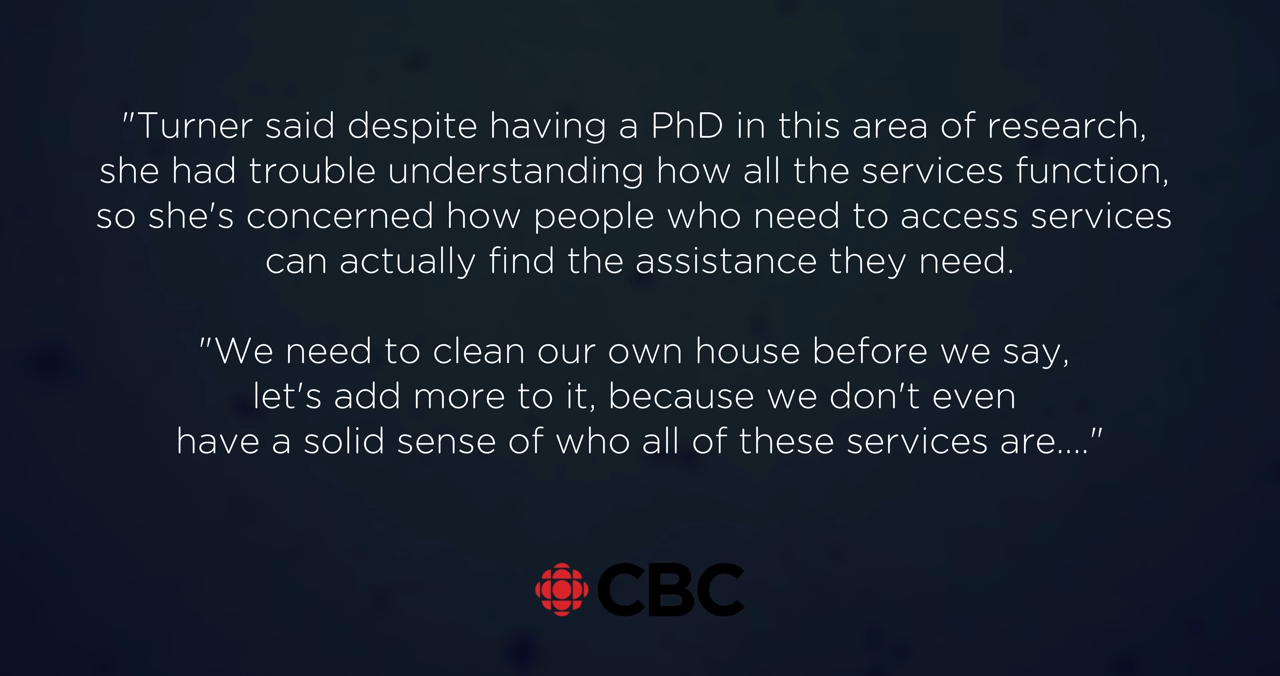 "Turner said despite having a PhD in this area of research,
she had trouble understanding how all the services function,
so she's concerned how people who need to access services
can actually find the assistance they need.
"We need to clean our own house before we say,
let's add more to it, because we don't even
have a solid sense of who all of these services are...."
CBC